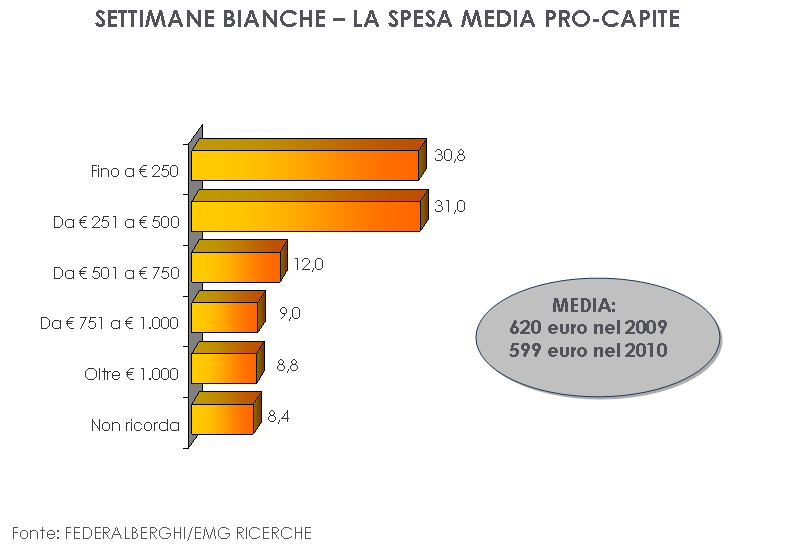 SETTIMANE BIANCHE – LA SPESA MEDIA PRO-CAPITE
Fino a € 250
30,8
Da € 251 a € 500
31,0
Da € 501 a € 750
12,0
Da € 751 a € 1.000
9,0
Oltre € 1.000
8,8
Non ricorda
8,4
MEDIA:
620 euro nel 2009
599 euro nel 2010
Fonte: FEDERALBERGHI/EMG RICERCHE